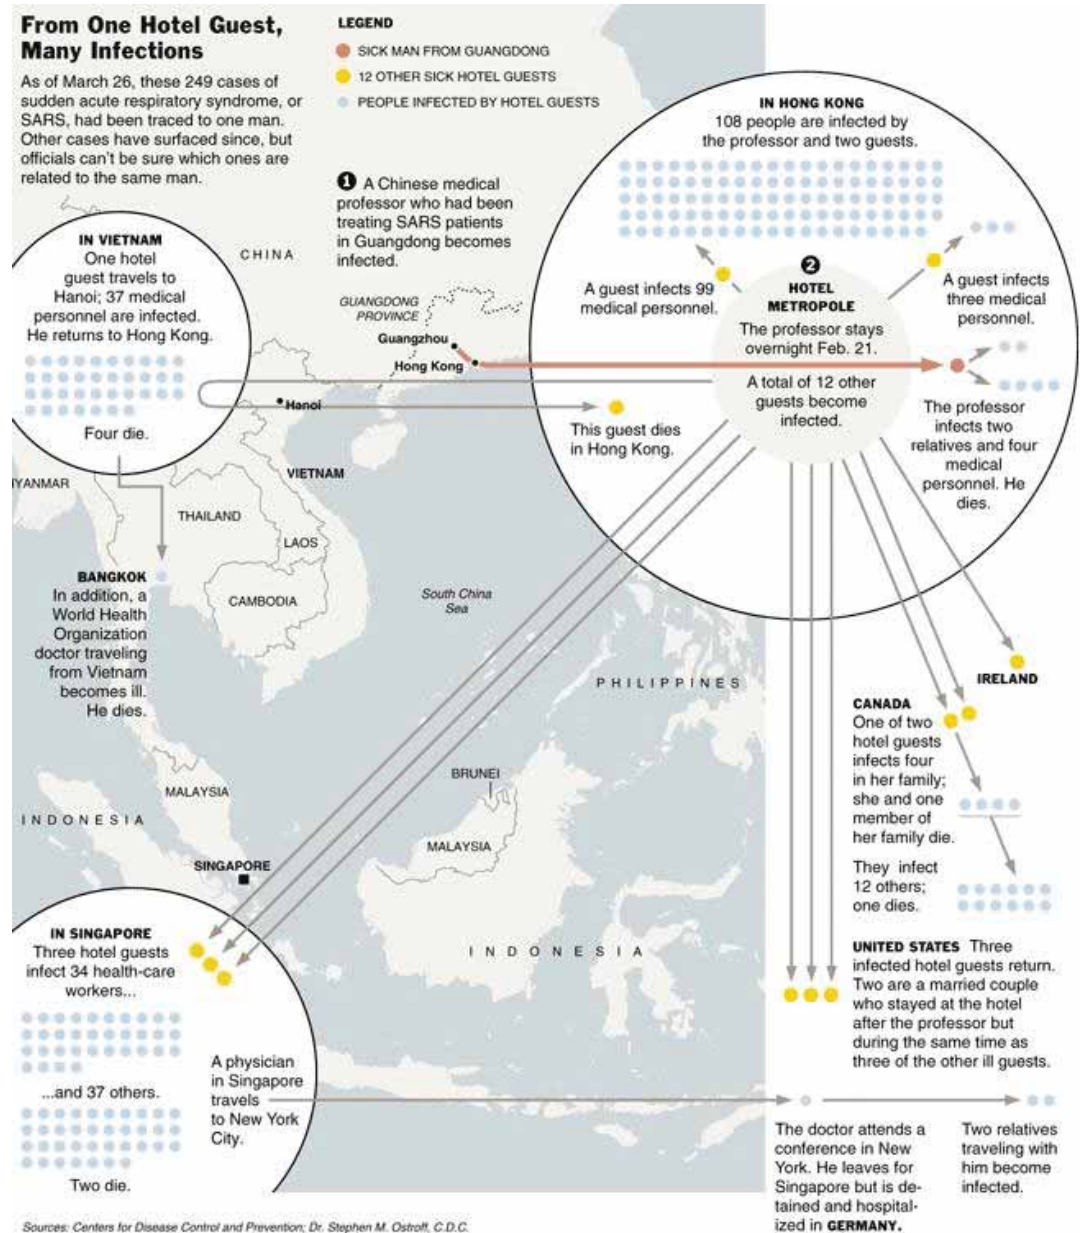 From One Hotel Guest,
Many Infections
As of March 26, these 249 cases of
sudden acute respiratory syndrome, or
SARS, had been traced to one man.
Other cases have surfaced since, but
officials can't be sure which ones are
related to the same man.
LEGEND
SICK MAN FROM GUANGDONG
12 OTHER SICK HOTEL GUESTS
PEOPLE INFECTED BY HOTEL GUESTS
1 A Chinese medical
professor who had been
treating SARS patients
in Guangdong becomes
infected.
IN HONG KONG
108 people are infected by
the professor and two guests.
A guest infects 99
medical personnel.
2
HOTEL
METROPOLE
The professor stays
overnight Feb. 21.
A total of 12 other
guests become
infected.
A guest infects
three medical
personnel.
The professor
infects two
relatives and four
medical
personnel. He
dies.
This guest dies
in Hong Kong.
IN VIETNAM
One hotel
guest travels to
Hanoi; 37 medical
personnel are infected.
He returns to Hong Kong.
Four die.
CHINA
GUANGDONG
PROVINCE
Guangzhou
Hong Kong
Hanoi
VIETNAM
YANMAR
THAILAND
LAOS
CAMBODIA
South China
Sea
PHILIPPINES
BANGKOK
In addition, a
World Health
Organization
doctor traveling
from Vietnam
becomes ill.
He dies.
IRELAND
CANADA
One of two
hotel guests
infects four
in her family;
she and one
member of
her family die.
They infect
12 others;
one dies.
BRUNEI
MALAYSIA
MALAYSIA
INDONESIA
SINGAPORE
INDONESIA
IN SINGAPORE
Three hotel guests
infect 34 health-care
workers...
...and 37 others.
Two die.
A physician
in Singapore
travels
to New York
City.
UNITED STATES Three
infected hotel guests return.
Two are a married couple
who stayed at the hotel
after the professor but
during the same time as
three of the other ill guests.
The doctor attends a
conference in New
York. He leaves for
Singapore but is de-
tained and hospital-
ized in GERMANY.
Two relatives
traveling with
him become
infected.
Sources: Centers for Disease Control and Prevention; Dr. Stephen M. Ostroff, C.D.C.